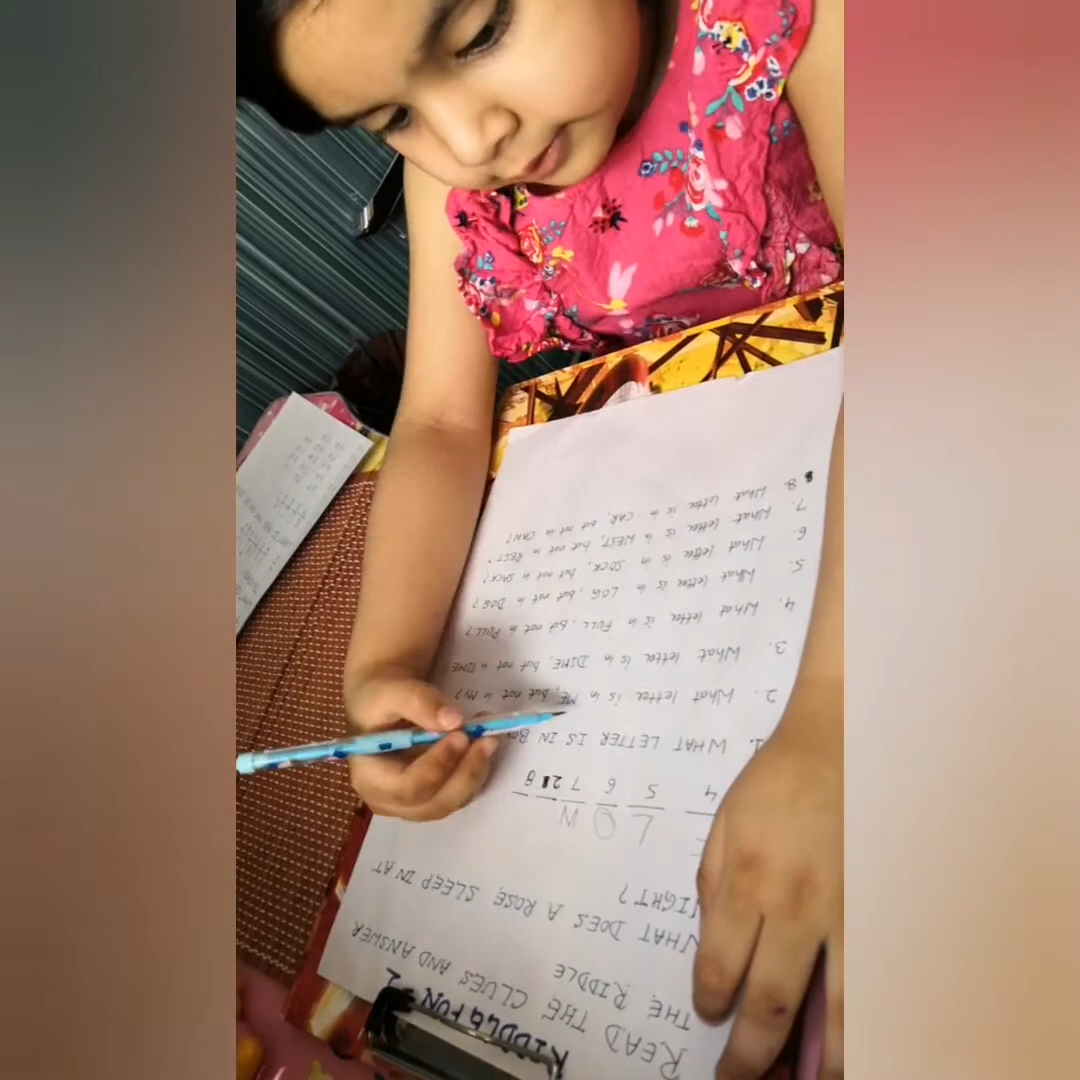 RIDDLE FUN - 2
READ THE CLUES AND ANSWER
THE RIDDLE
WHAT DOES A ROSE SLEEP IN AT
NIGHT?
L O W
4 5 6 7 2 1 8
1. WHAT LETTER IS IN BOY
2. What letter is in ME, but not in MY?
3. What letter is in DIME, but not in TIME
4. What letter is in FULL, but not in PULL?
5. What letter is in LOG, but not in DOG?
6. What letter is in SOCK, but not in SACK?
7. What letter is in WEST, but not in REST?
8. What letter is in CAR, but not in CAN?